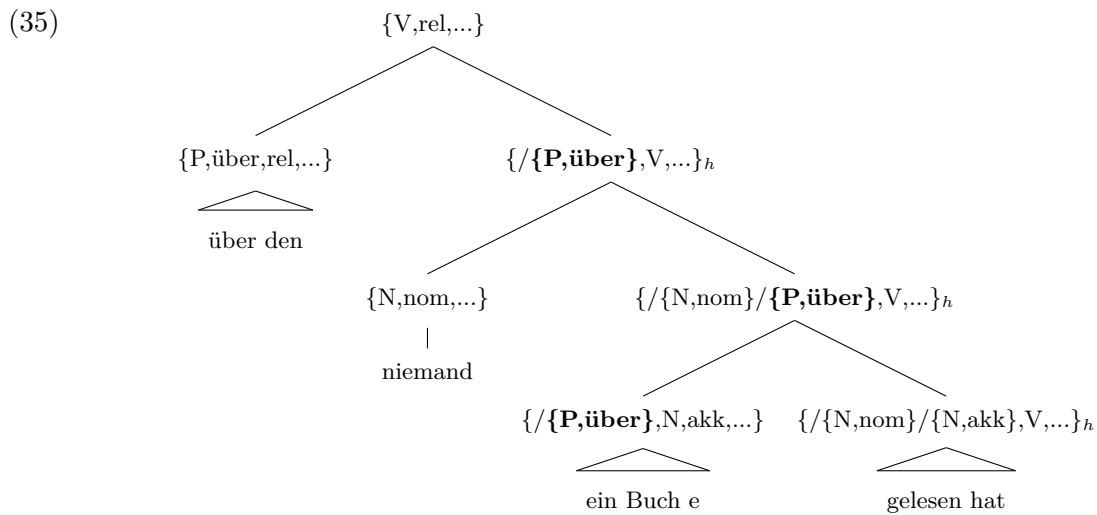 (35)
{V,rel,...}
{P,über,rel,...} {/{P,über},V,...}h
über den
{N,nom,...} {/{N,nom}/{P,über},V,...}h
niemand
{/{P,über},N,akk,...} {/{N,nom}/{N,akk},V,...}h
ein Buch e gelesen hat